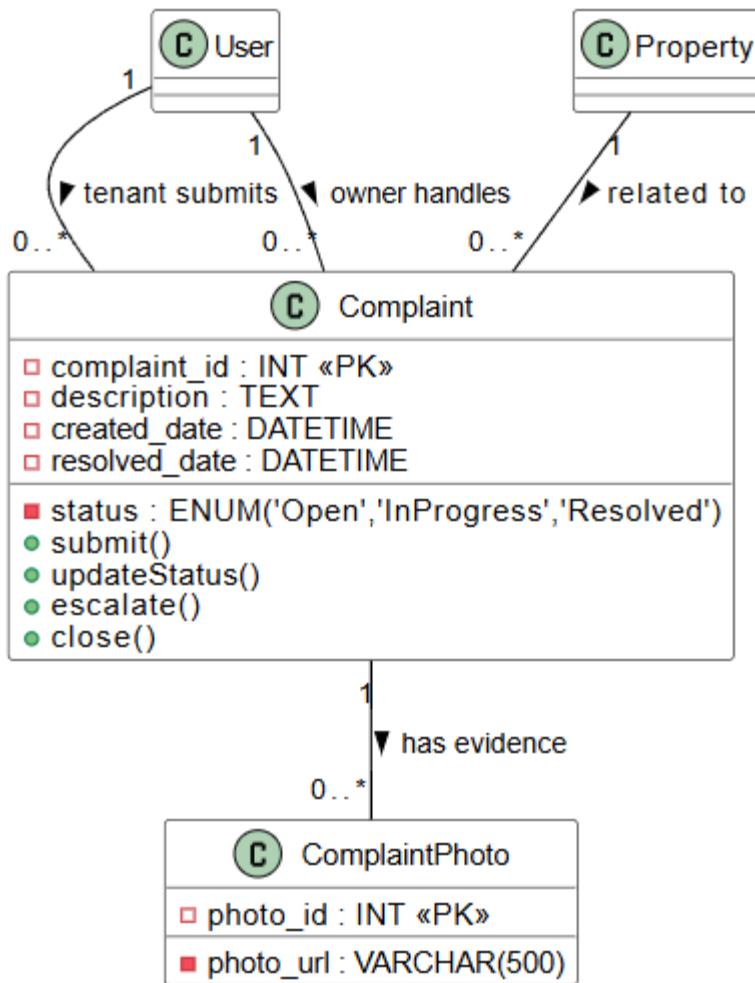 C User
C Property
1
1
1
tenant submits
owner handles
related to
0..*
0..*
0..*
C Complaint
complaint_id : INT «PK»
description : TEXT
created_date : DATETIME
resolved_date : DATETIME
status : ENUM('Open','InProgress','Resolved')
submit()
updateStatus()
escalate()
close()
1
has evidence
0..*
C ComplaintPhoto
photo_id : INT «PK»
photo_url : VARCHAR(500)